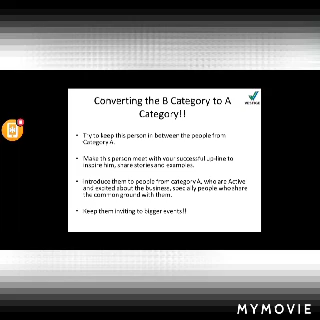 Converting the B Category to A
Category!!
• Try to keep this person in between the people from
Category A.
• Make this person meet with your successful up-line to
inspire him, share stories and examples.
• Introduce them to people from category A, who are Active
and excited about the business, specially people who share
the common ground with them.
• Keep them inviting to bigger events!!
MYMOVIE